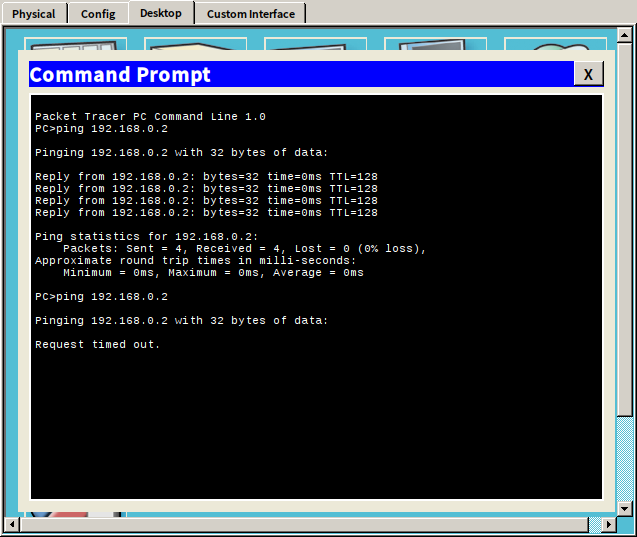 Physical Config Desktop Custom Interface
Command Prompt X
Packet Tracer PC Command Line 1.0
PC>ping 192.168.0.2
Pinging 192.168.0.2 with 32 bytes of data:
Reply from 192.168.0.2: bytes=32 time=0ms TTL=128
Reply from 192.168.0.2: bytes=32 time=0ms TTL=128
Reply from 192.168.0.2: bytes=32 time=0ms TTL=128
Reply from 192.168.0.2: bytes=32 time=0ms TTL=128
Ping statistics for 192.168.0.2:
Packets: Sent = 4, Received = 4, Lost = 0 (0% loss),
Approximate round trip times in milli-seconds:
Minimum = 0ms, Maximum = 0ms, Average = 0ms
PC>ping 192.168.0.2
Pinging 192.168.0.2 with 32 bytes of data:
Request timed out.